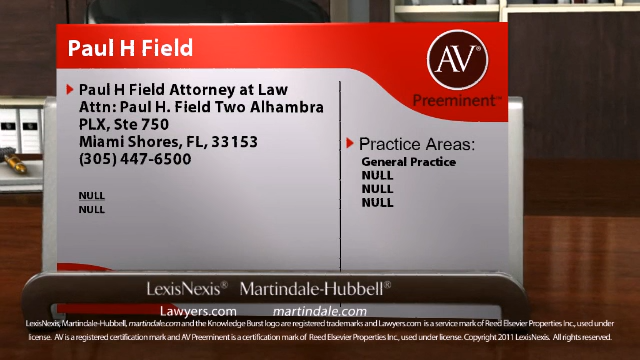 Paul H Field
AV®
Preeminent™
Paul H Field Attorney at Law
Attn: Paul H. Field Two Alhambra
PLX, Ste 750
Miami Shores, FL, 33153
(305) 447-6500
NULL
NULL
Practice Areas:
General Practice
NULL
NULL
NULL
LexisNexis® Martindale-Hubbell®
Lawyers.com martindale.com
LexisNexis, Martindale-Hubbell, martindale.com and the Knowledge Burst logo are registered trademarks and Lawyers.com is a service mark of Reed Elsevier Properties Inc., used under
license. AV is a registered certification mark and AV Preeminent is a certification mark of Reed Elsevier Properties Inc., used under license. Copyright 2011 LexisNexis. All rights reserved.